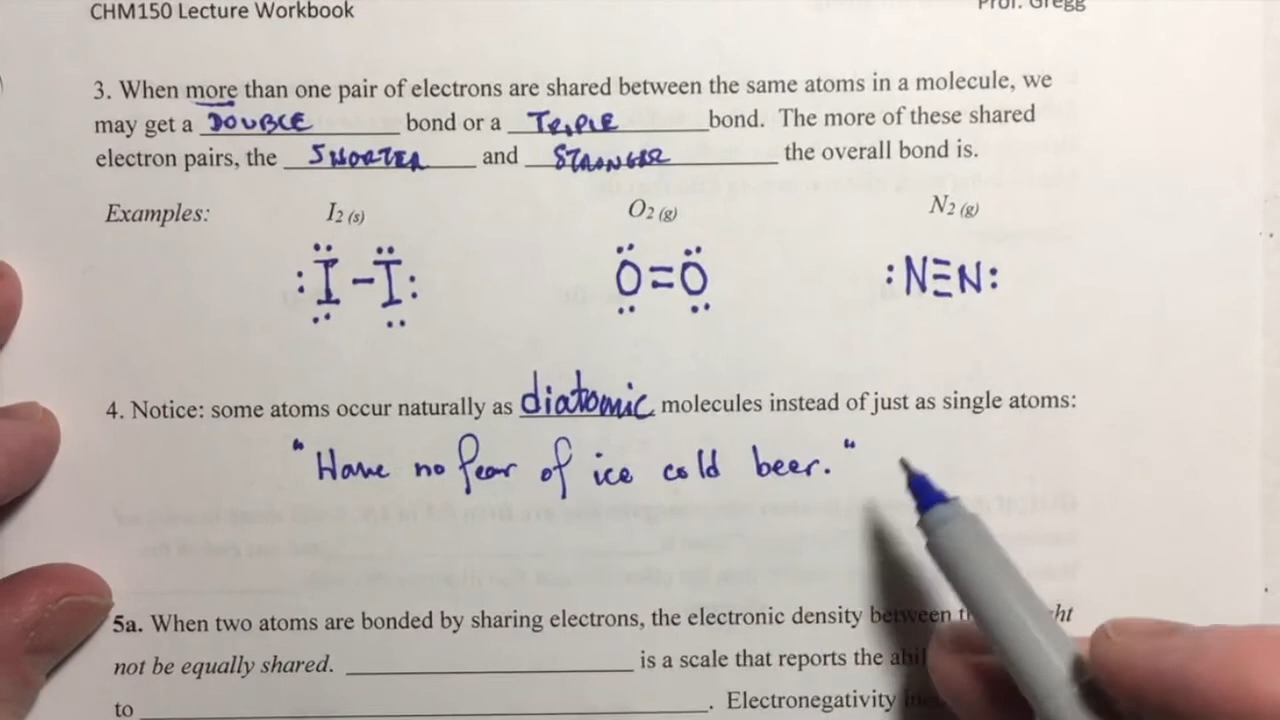 CHM150 Lecture Workbook Prof. Gregg
3. When more than one pair of electrons are shared between the same atoms in a molecule, we
may get a DOUBLE bond or a TRIPLE bond. The more of these shared
electron pairs, the SHORTER and STRONGER the overall bond is.
Examples: I2 (s) O2 (g) N2 (g)
:I-I: O=O :N≡N:
4. Notice: some atoms occur naturally as diatomic molecules instead of just as single atoms:
"Have no fear of ice cold beer."
5a. When two atoms are bonded by sharing electrons, the electronic density between
not be equally shared. ____ is a scale that reports the
to ____. Electronegativity